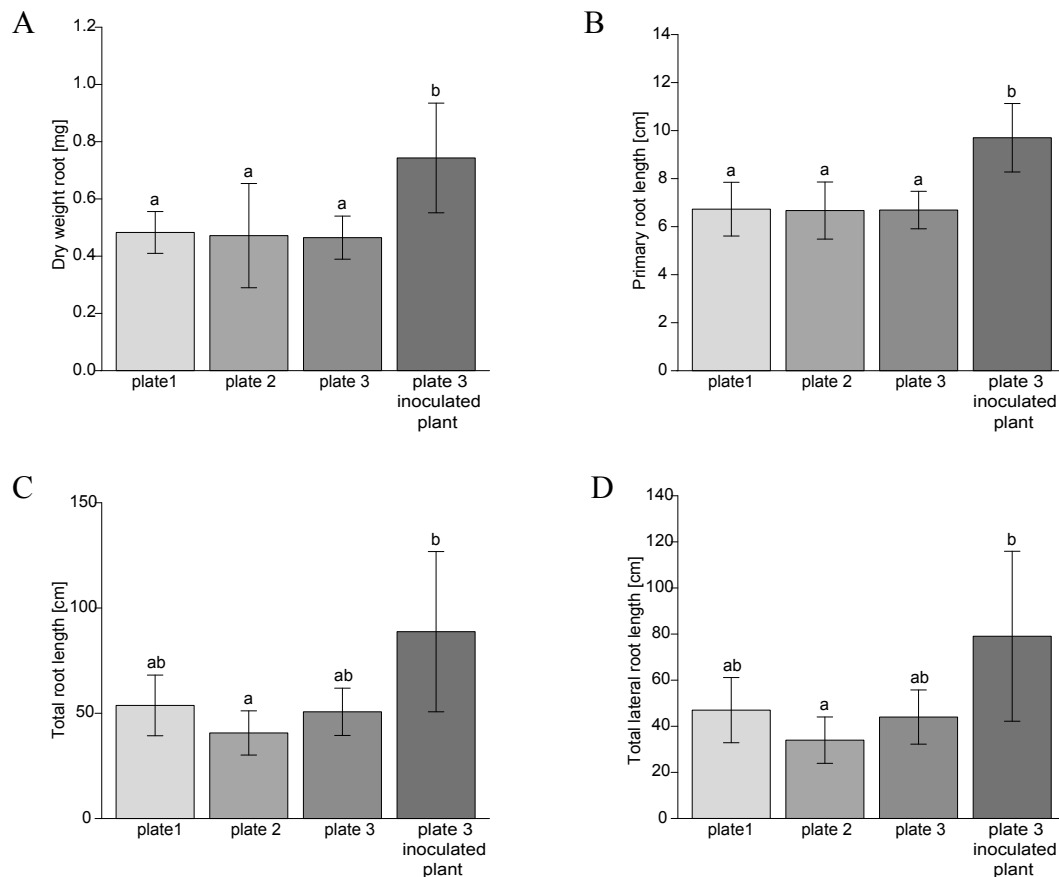 A
Dry weight root [mg]
1.2
1.0
0.8
0.6
0.4
0.2
0.0
a
a
a
b
plate1
plate 2
plate 3
plate 3
inoculated
plant
B
Primary root length [cm]
14
12
10
8
6
4
2
0
a
a
a
b
plate1
plate 2
plate 3
plate 3
inoculated
plant
C
Total root length [cm]
150
100
50
0
ab
a
ab
b
plate1
plate 2
plate 3
plate 3
inoculated
plant
D
Total lateral root length [cm]
140
120
100
80
60
40
20
0
ab
a
ab
b
plate1
plate 2
plate 3
plate 3
inoculated
plant